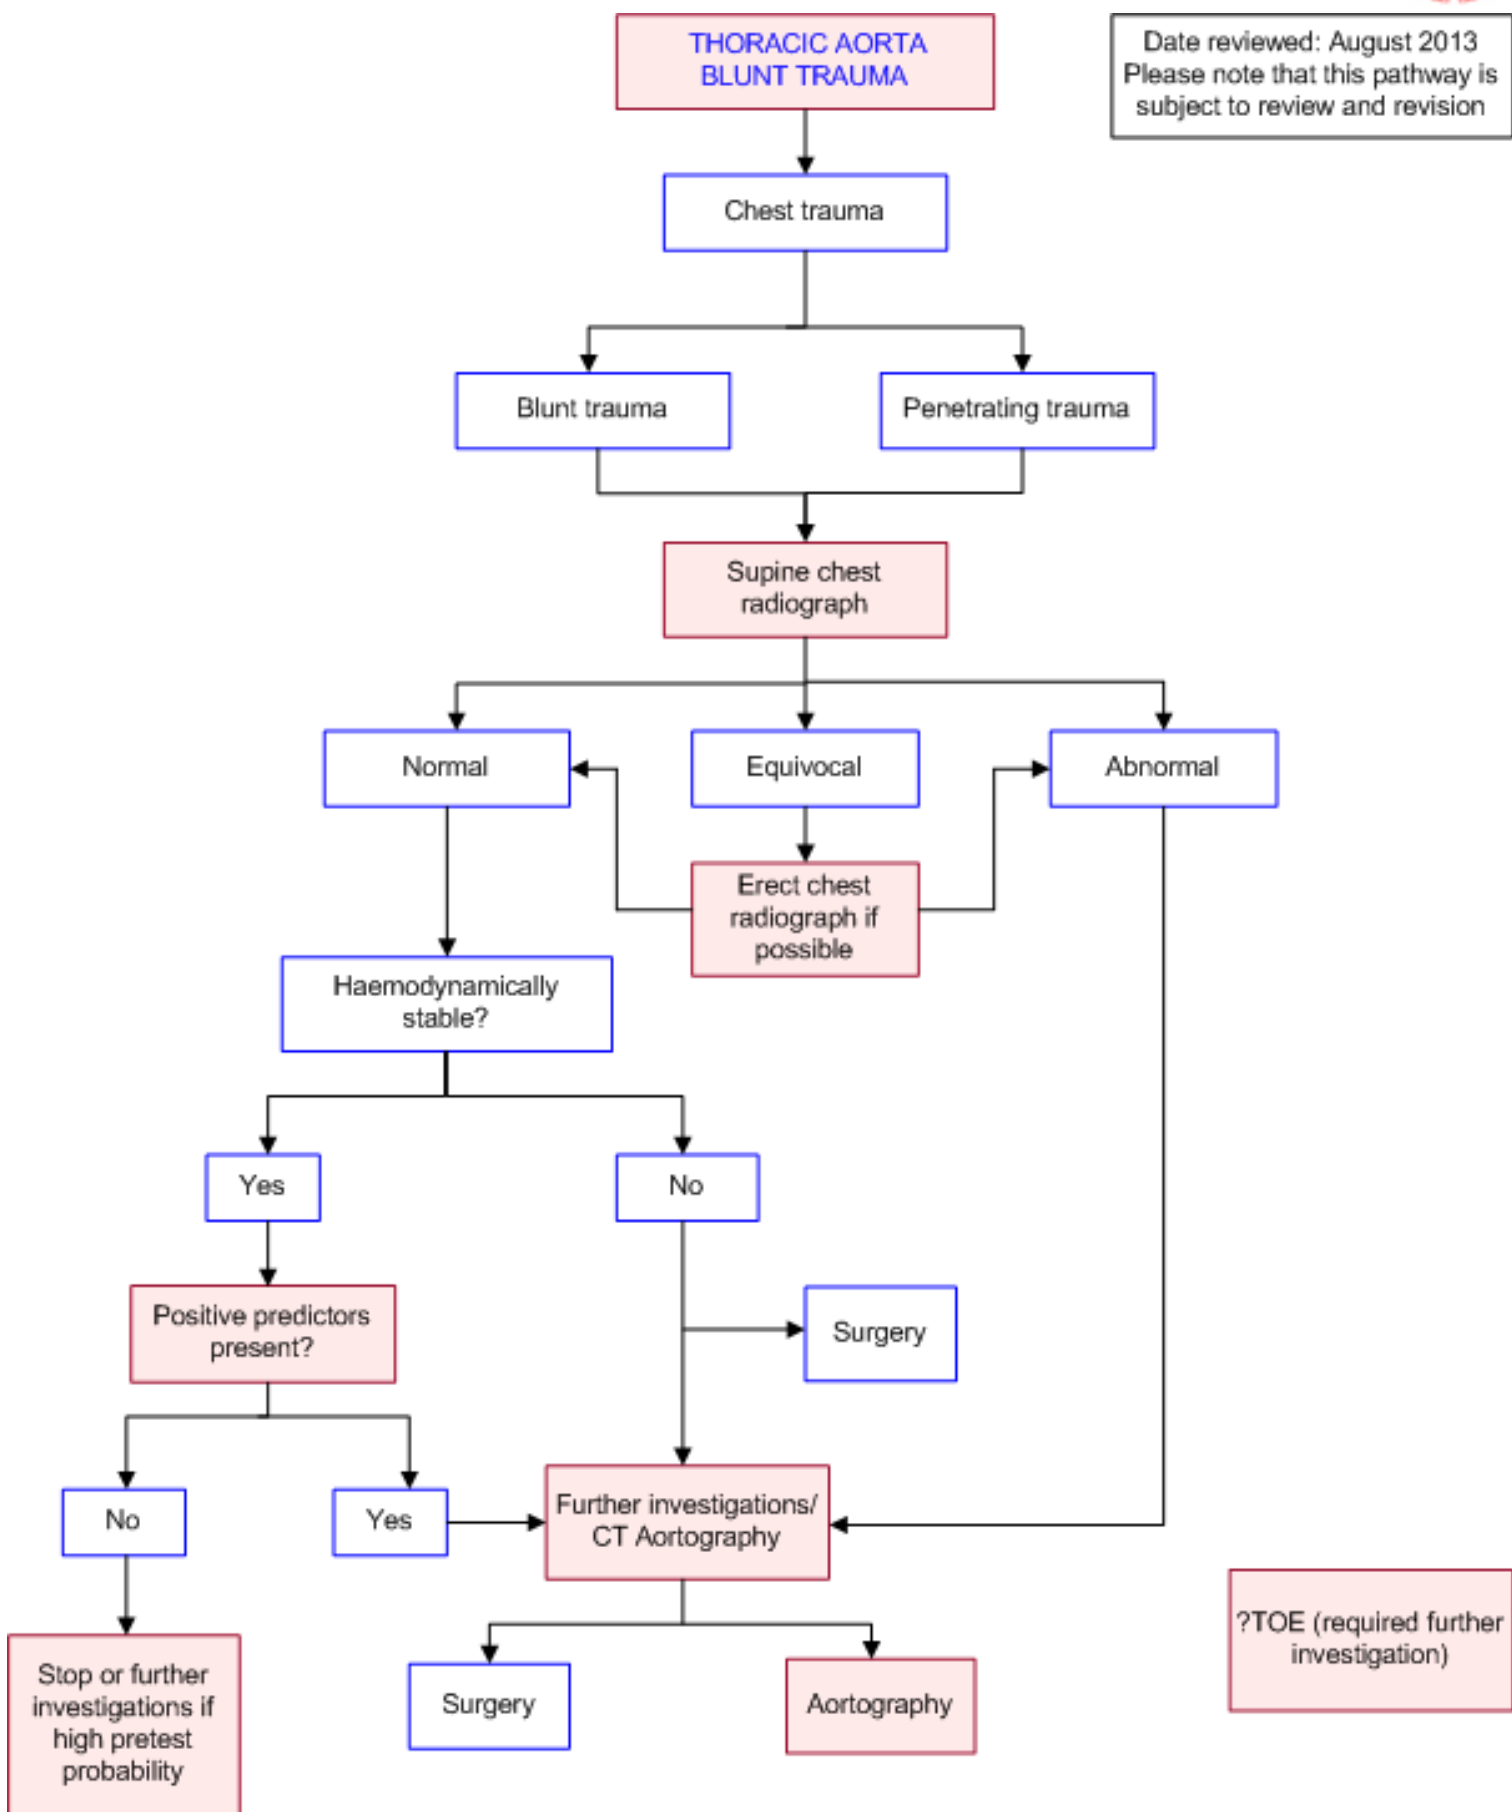 THORACIC AORTA
BLUNT TRAUMA
Date reviewed: August 2013
Please note that this pathway is
subject to review and revision
Chest trauma
Blunt trauma
Penetrating trauma
Supine chest
radiograph
Normal
Equivocal
Abnormal
Erect chest
radiograph if
possible
Haemodynamically
stable?
Yes
No
Positive predictors
present?
Surgery
No
Yes
Further investigations/
CT Aortography
?TOE (required further
investigation)
Stop or further
investigations if
high pretest
probability
Surgery
Aortography